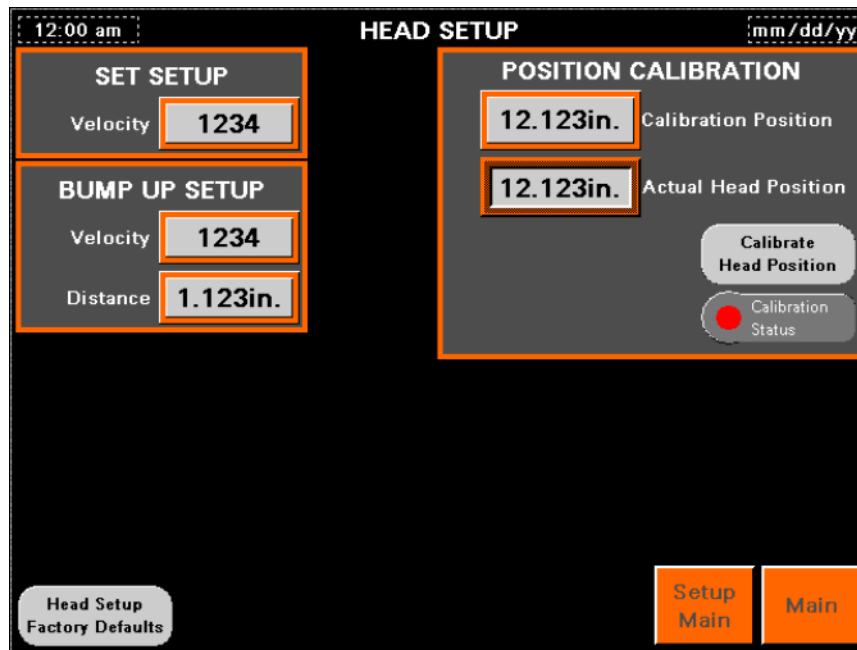 12:00 am
HEAD SETUP
mm/dd/yy
SET SETUP
Velocity 1234
BUMP UP SETUP
Velocity 1234
Distance 1.123in.
POSITION CALIBRATION
12.123in. Calibration Position
12.123in. Actual Head Position
Calibrate
Head Position
Calibration
Status
Head Setup
Factory Defaults
Setup
Main
Main